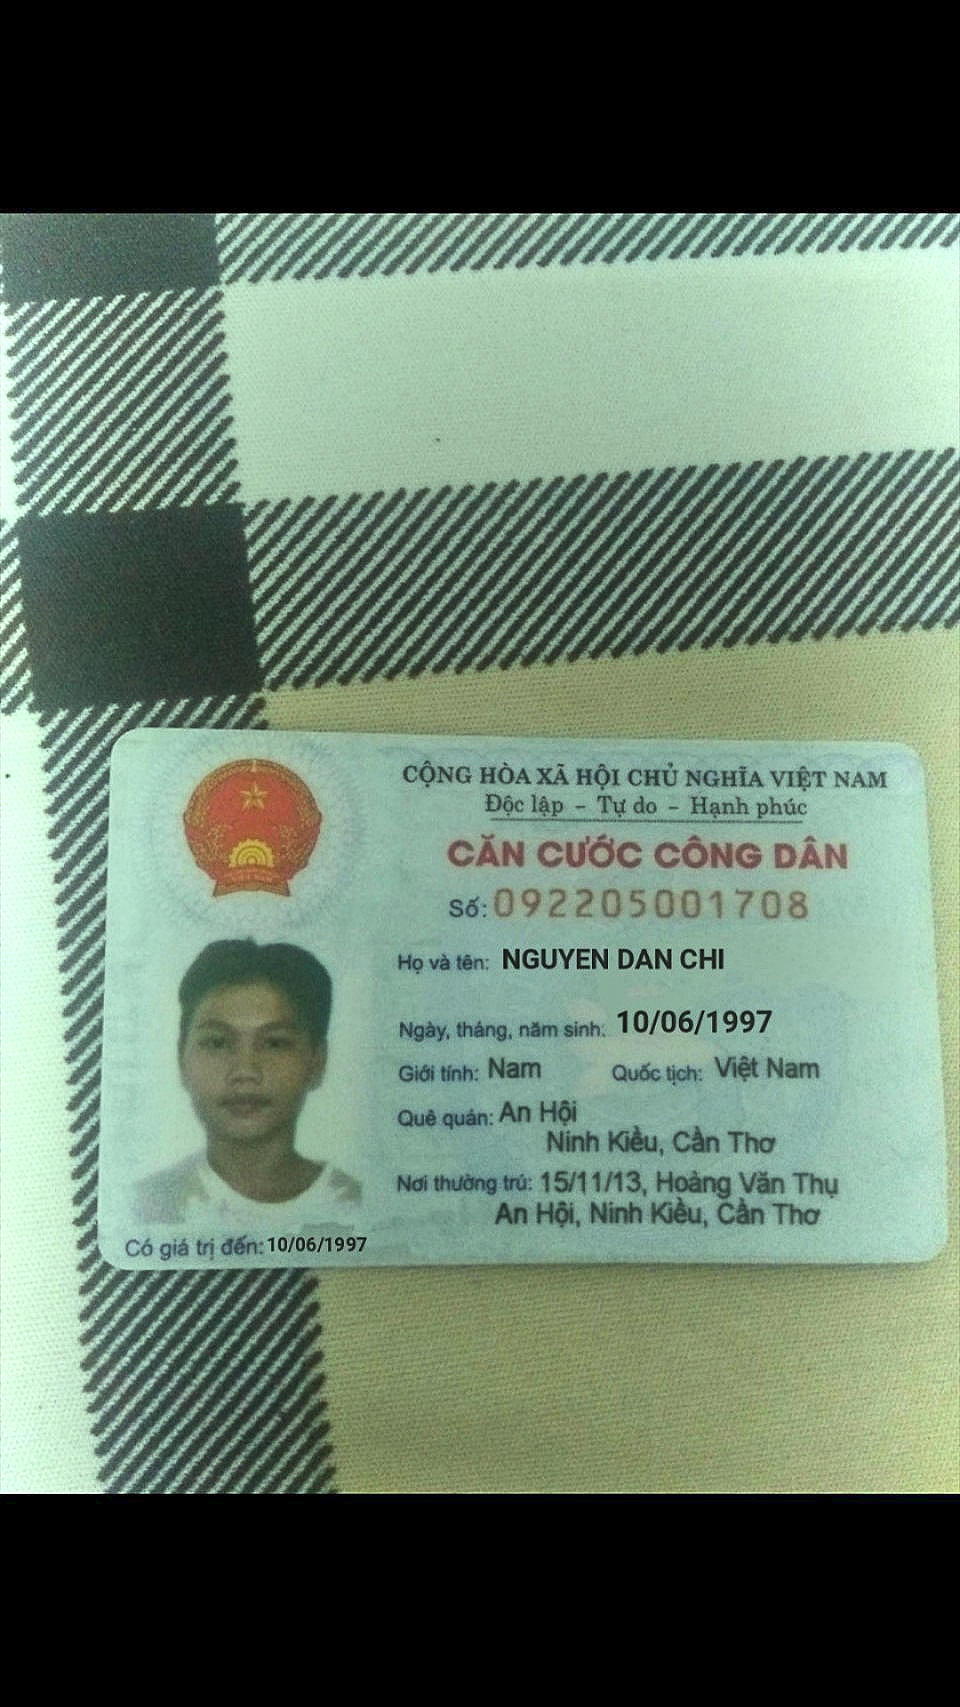 CỘNG HÒA XÃ HỘI CHỦ NGHĨA VIỆT NAM
Độc lập - Tự do - Hạnh phúc
CĂN CƯỚC CÔNG DÂN
Số: 092205001708
Họ và tên: NGUYEN DAN CHI
Ngày, tháng, năm sinh: 10/06/1997
Giới tính: Nam Quốc tịch: Việt Nam
Quê quán: An Hội
Ninh Kiều, Cần Thơ
Nơi thường trú: 15/11/13, Hoàng Văn Thụ
An Hội, Ninh Kiều, Cần Thơ
Có giá trị đến: 10/06/1997